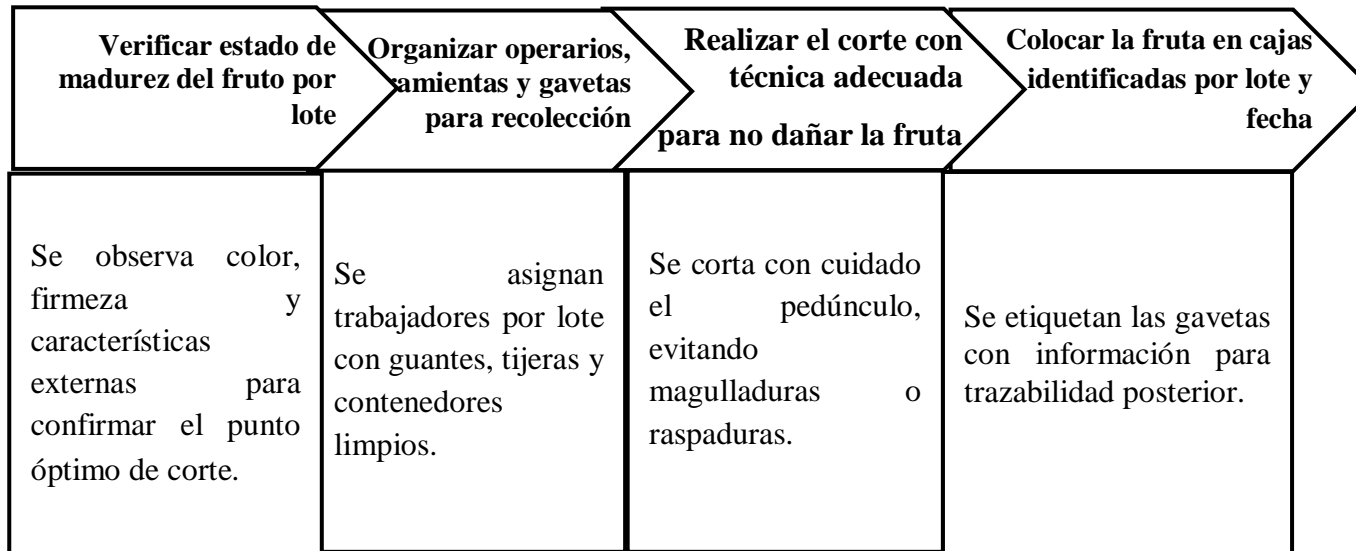 Verificar estado de
madurez del fruto por
lote
Organizar operarios,
ramientas y gavetas
para recolección
Realizar el corte con
técnica adecuada
para no dañar la fruta
Colocar la fruta en cajas
identificadas por lote y
fecha
Se observa color,
firmeza y
características
externas para
confirmar el punto
óptimo de corte.
Se asignan
trabajadores por lote
con guantes, tijeras y
contenedores
limpios.
Se corta con cuidado
el pedúnculo,
evitando
magulladuras o
raspaduras.
Se etiquetan las gavetas
con información para
trazabilidad posterior.